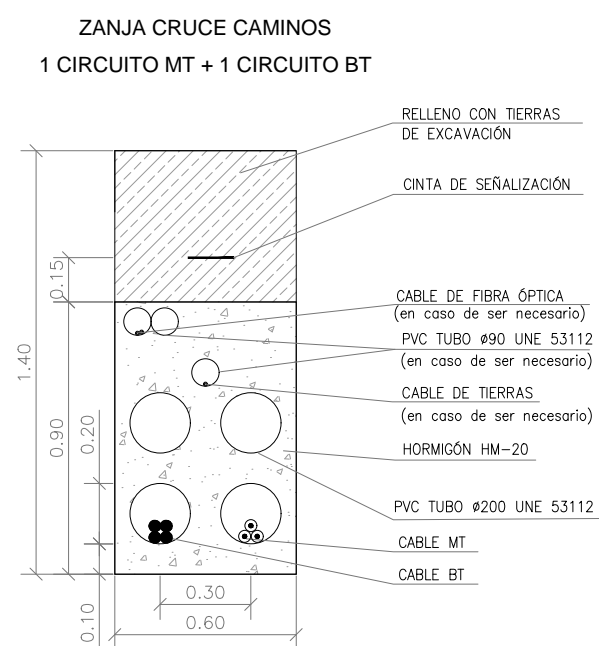 ZANJA CRUCE CAMINOS
1 CIRCUITO MT + 1 CIRCUITO BT
RELLENO CON TIERRAS
DE EXCAVACIÓN
CINTA DE SEÑALIZACIÓN
CABLE DE FIBRA ÓPTICA
(en caso de ser necesario)
PVC TUBO ø90 UNE 53112
(en caso de ser necesario)
CABLE DE TIERRAS
(en caso de ser necesario)
HORMIGÓN HM-20
PVC TUBO ø200 UNE 53112
CABLE MT
CABLE BT
1.40
0.15
0.90
0.20
0.10
0.30
0.60